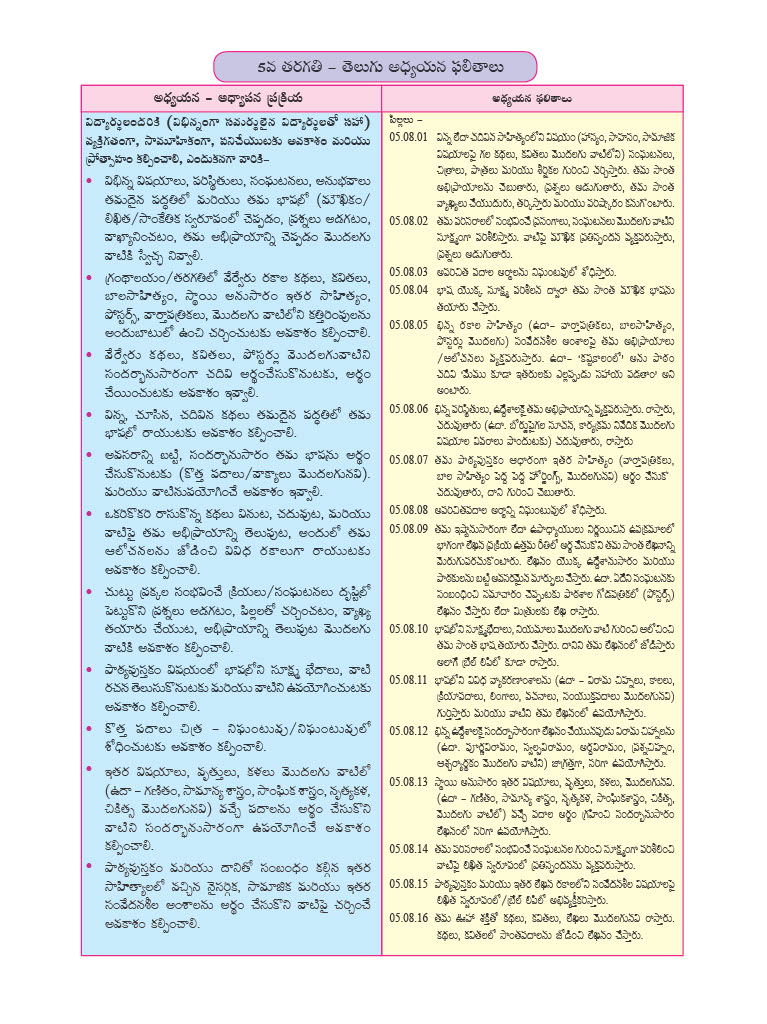 5వ తరగతి – తెలుగు అధ్యయన ఫలితాలు
అధ్యయన – అధ్యాపన ప్రక్రియ
విద్యార్థులందరికి (విభిన్నంగా సమర్థులైన విద్యార్థులతో సహా)
వ్యక్తిగతంగా, సామూహికంగా, పనిచేయుటకు అవకాశం మరియు
ప్రోత్సాహం కల్పించాలి, ఎందుకనగా వారికి–
• విభిన్న విషయాలు, పరిస్థితులు, సంఘటనలు, అనుభవాలు
తమదైన పద్ధతిలో మరియు తమ భాషలో (మౌఖికం/
లిఖిత/సాంకేతిక స్వరూపంలో చెప్పడం, ప్రశ్నలు అడగటం,
వాఖ్యానించటం, తమ అభిప్రాయాన్ని చెప్పడం మొదలగు
వాటికి స్వేచ్ఛ నివ్వాలి.
• గ్రంథాలయం/తరగతిలో వేర్వేరు రకాల కథలు, కవితలు,
బాలసాహిత్యం, స్థాయి అనుసారం ఇతర సాహిత్యం,
పోస్టర్స్, వార్తాపత్రికలు, మొదలగు వాటిలోని కత్తిరింపులను
అందుబాటులో ఉంచి చర్చించుటకు అవకాశం కల్పించాలి.
• వేర్వేరు కథలు, కవితలు, పోస్టర్లు మొదలగువాటిని
సందర్భానుసారంగా చదివి అర్థంచేసుకొనుటకు, అర్థం
చేయించుటకు అవకాశం ఇవ్వాలి.
• విన్న, చూసిన, చదివిన కథలు తమదైన పద్ధతిలో తమ
భాషలో రాయుటకు అవకాశం కల్పించాలి.
• అవసరాన్ని బట్టి, సందర్భానుసారం తమ భాషను అర్థం
చేసుకొనుటకు (కొత్త పదాలు/వాక్యాలు మొదలగునవి).
మరియు వాటినుపయోగించే అవకాశం ఇవ్వాలి.
• ఒకరికొకరి రాసుకొన్న కథలు వినుట, చదువుట, మరియు
వాటిపై తమ అభిప్రాయాన్ని తెలుపుట, అందులో తమ
ఆలోచనలను జోడించి వివిధ రకాలుగా రాయుటకు
అవకాశం కల్పించాలి.
• చుట్టు ప్రక్కల సంభవించే క్రియలు/సంఘటనలు దృష్టిలో
పెట్టుకొని ప్రశ్నలు అడగటం, పిల్లలతో చర్చించటం, వ్యాఖ్య
తయారు చేయుట, అభిప్రాయాన్ని తెలుపుట మొదలగు
వాటికి అవకాశం కల్పించాలి.
• పాఠ్యపుస్తకం విషయంలో భాషలోని సూక్ష్మ భేదాలు, వాటి
రచన తెలుసుకొనుటకు మరియు వాటిని ఉపయోగించుటకు
అవకాశం కల్పించాలి.
• కొత్త పదాలు చిత్ర – నిఘంటువు/నిఘంటువులో
శోధించుటకు అవకాశం కల్పించాలి.
• ఇతర విషయాలు, వృత్తులు, కళలు మొదలగు వాటిలో
(ఉదా – గణితం, సామాన్య శాస్త్రం, సాంఘిక శాస్త్రం, నృత్యకళ,
చికిత్స మొదలగునవి) వచ్చే పదాలను అర్థం చేసుకొని
వాటిని సందర్భానుసారంగా ఉపయోగించే అవకాశం
కల్పించాలి.
• పాఠ్యపుస్తకం మరియు దానితో సంబంధం కల్గిన ఇతర
సాహిత్యాలలో వచ్చిన నైసర్గిక, సామాజిక మరియు ఇతర
సంవేదనశీల అంశాలను అర్థం చేసుకొని వాటిపై చర్చించే
అవకాశం కల్పించాలి.
అధ్యయన ఫలితాలు
పిల్లలు –
05.08.01 విన్న లేదా చదివిన సాహిత్యంలోని విషయం (హాస్యం, సాహసం, సామాజిక
విషయాలపై గల కథలు, కవితలు మొదలగు వాటిలోని) సంఘటనలు,
చిత్రాలు, పాత్రలు మరియు శీర్షికల గురించి చర్చిస్తారు. తమ సొంత
అభిప్రాయాలను చెబుతారు, ప్రశ్నలు అడుగుతారు, తమ సొంత
వ్యాఖ్యలు చేయుదురు, తర్కిస్తారు మరియు పరిష్కారం కనుగొంటారు.
05.08.02 తమ పరిసరాలలో సంభవించే ప్రసంగాలు, సంఘటనలు మొదలగు వాటిని
సూక్ష్మంగా పరిశీలిస్తారు. వాటిపై మౌఖిక ప్రతిస్పందన వ్యక్తపరుస్తారు,
ప్రశ్నలు అడుగుతారు.
05.08.03 అపరిచిత పదాల అర్థాలను నిఘంటువులో శోధిస్తారు.
05.08.04 భాష యొక్క సూక్ష్మ పరిశీలన ద్వారా తమ సొంత మౌఖిక భాషను
తయారు చేస్తారు.
05.08.05 భిన్న రకాల సాహిత్యం (ఉదా– వార్తాపత్రికలు, బాలసాహిత్యం,
పోస్టర్లు మొదలగు) సంవేదనశీల అంశాలపై తమ అభిప్రాయాలు
/ఆలోచనలు వ్యక్తపరుస్తారు. ఉదా– ‘కష్టకాలంలో’ అను పాఠం
చదివి ‘మేము కూడా ఇతరులకు ఎల్లప్పుడు సహాయ పడతాం’ అని
అంటారు.
05.08.06 భిన్న పరిస్థితులు, ఉద్దేశాలకై తమ అభిప్రాయాన్ని వ్యక్తపరుస్తారు. రాస్తారు,
చదువుతారు (ఉదా. బోర్డుపైగల సూచన, కార్యక్రమ నివేదిక మొదలగు
విషయాల వివరాలు పొందుటకు) చదువుతారు, రాస్తారు
05.08.07 తమ పాఠ్యపుస్తకం ఆధారంగా ఇతర సాహిత్యం (వార్తాపత్రికలు,
బాల సాహిత్యం పెద్ద పెద్ద హోర్డింగ్స్, మొదలగునవి) అర్థం చేసుకొ
చదువుతారు, దాని గురించి చెబుతారు.
05.08.08 అపరిచితపదాల అర్థాన్ని నిఘంటువులో శోధిస్తారు.
05.08.09 తమ ఇష్టానుసారంగా లేదా ఉపాధ్యాయులు నిర్ణయించిన ఉపక్రమాలలో
భాగంగా లేఖన ప్రక్రియ ఉత్తమ రీతిలో అర్థ చేసుకొని తమ సొంత లేఖనాన్ని
మెరుగుపరచుకొంటారు. లేఖనం యొక్క ఉద్దేశానుసారం మరియు
పాఠకులను బట్టి అవసరమైన మార్పులు చేస్తారు. ఉదా. ఏదేని సంఘటనకు
సంబంధించి సమాచారం చెప్పుటకు పాఠశాల గోడపత్రికలో (పోస్టర్స్)
లేఖనం చేస్తారు లేదా మిత్రులకు లేఖ రాస్తారు.
05.08.10 భాషలోని సూక్ష్మభేదాలు, నియమాలు మొదలగు వాటి గురించి ఆలోచించి
తమ సొంత భాష తయారు చేస్తారు. దానిని తమ లేఖనంలో జోడిస్తారు
అలాగే బ్రేల్ లిపిలో కూడా రాస్తారు.
05.08.11 భాషలోని వివిధ వ్యాకరణాంశాలను (ఉదా – విరామ చిహ్నలు, కాలలు,
క్రియాపదాలు, లింగాలు, వచనాలు, సంయుక్తపదాలు మొదలగునవి)
గుర్తిస్తారు మరియు వాటిని తమ లేఖనంలో ఉపయోగిస్తారు.
05.08.12 భిన్న ఉద్దేశాలకై సందర్భాసారంగా లేఖనం చేయునపుడు విరామ చిహ్నాలను
(ఉదా. పూర్ణవిరామం, స్వల్పవిరామం, అర్ధవిరామం, ప్రశ్నచిహ్నం,
ఆశ్చర్యార్థకం మొదలగు వాటిని) జాగ్రత్తగా, సరిగా ఉపయోగిస్తారు.
05.08.13 స్థాయి అనుసారం ఇతర విషయాలు, వృత్తులు, కళలు, మొదలగునవి.
(ఉదా – గణితం, సామాన్య శాస్త్రం, నృత్యకళ, సాంఘికశాస్త్రం, చికిత్స,
మొదలగు వాటిలో) వచ్చే పదాల అర్థం గ్రహించి సందర్భానుసారం
లేఖనంలో సరిగా ఉపయోగిస్తారు.
05.08.14 తమ పరిసరాలలో సంభవించే సంఘటనల గురించి సూక్ష్మంగా పరిశీలించి
వాటిపై లిఖిత స్వరూపంలో ప్రతిస్పందనను వ్యక్తపరుస్తారు.
05.08.15 పాఠ్యపుస్తకం మరియు ఇతర లేఖన రకాలలోని సంవేదనశీల విషయాలపై
లిఖిత స్వరూపంలో/బ్రేల్ లిపిలో అభివ్యక్తీకరిస్తారు.
05.08.16 తమ ఊహా శక్తితో కథలు, కవితలు, లేఖలు మొదలగునవి రాస్తారు.
కథలు, కవితలలో సొంతపదాలను జోడించి లేఖనం చేస్తారు.